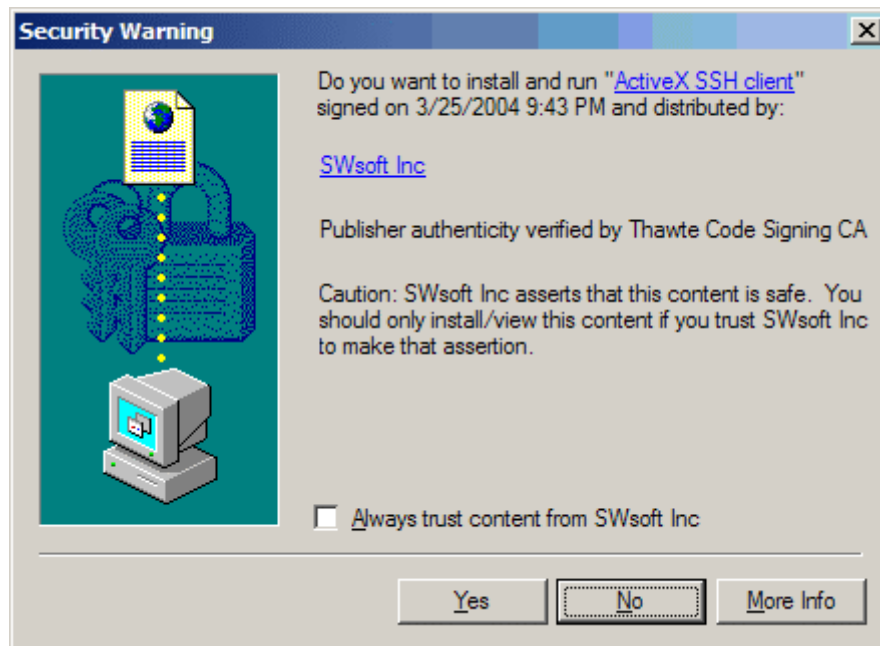 Security Warning
Do you want to install and run "ActiveX SSH client"
signed on 3/25/2004 9:43 PM and distributed by:
SWsoft Inc
Publisher authenticity verified by Thawte Code Signing CA
Caution: SWsoft Inc asserts that this content is safe.  You
should only install/view this content if you trust SWsoft Inc
to make that assertion.
Always trust content from SWsoft Inc
Yes No More Info